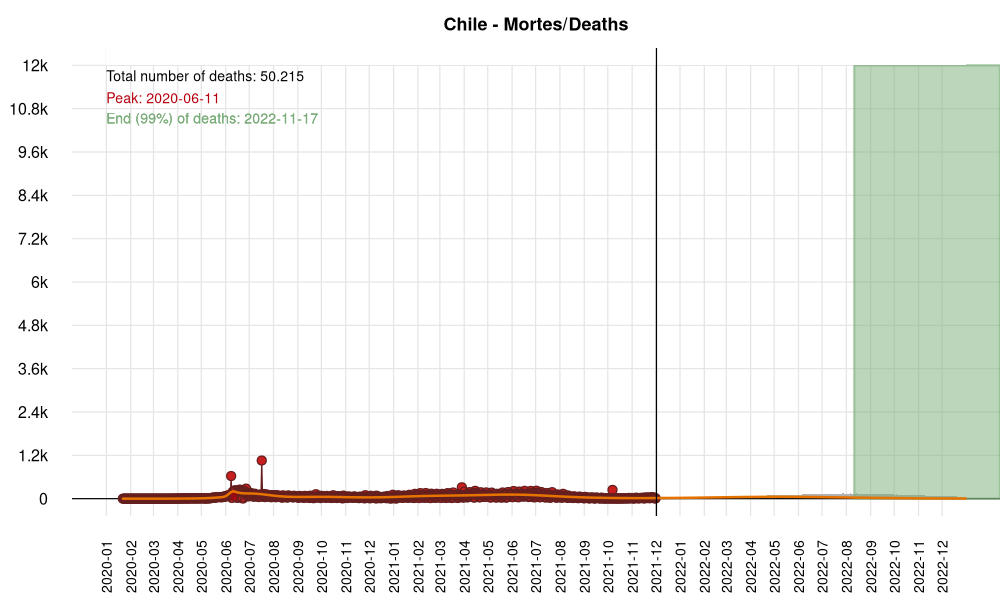 Chile - Mortes/Deaths
Total number of deaths: 50.215
Peak: 2020-06-11
End (99%) of deaths: 2022-11-17
12k
10.8k
9.6k
8.4k
7.2k
6k
4.8k
3.6k
2.4k
1.2k
0
2020-01
2020-02
2020-03
2020-04
2020-05
2020-06
2020-07
2020-08
2020-09
2020-10
2020-11
2020-12
2021-01
2021-02
2021-03
2021-04
2021-05
2021-06
2021-07
2021-08
2021-09
2021-10
2021-11
2021-12
2022-01
2022-02
2022-03
2022-04
2022-05
2022-06
2022-07
2022-08
2022-09
2022-10
2022-11
2022-12